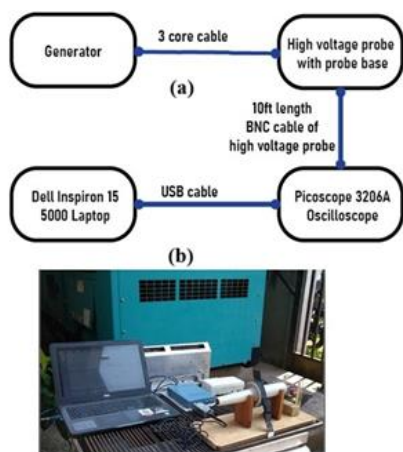 Generator
3 core cable
High voltage probe
with probe base
(a)
10ft length
BNC cable of
high voltage probe
Dell Inspiron 15
5000 Laptop
USB cable
Picoscope 3206A
Oscilloscope
(b)